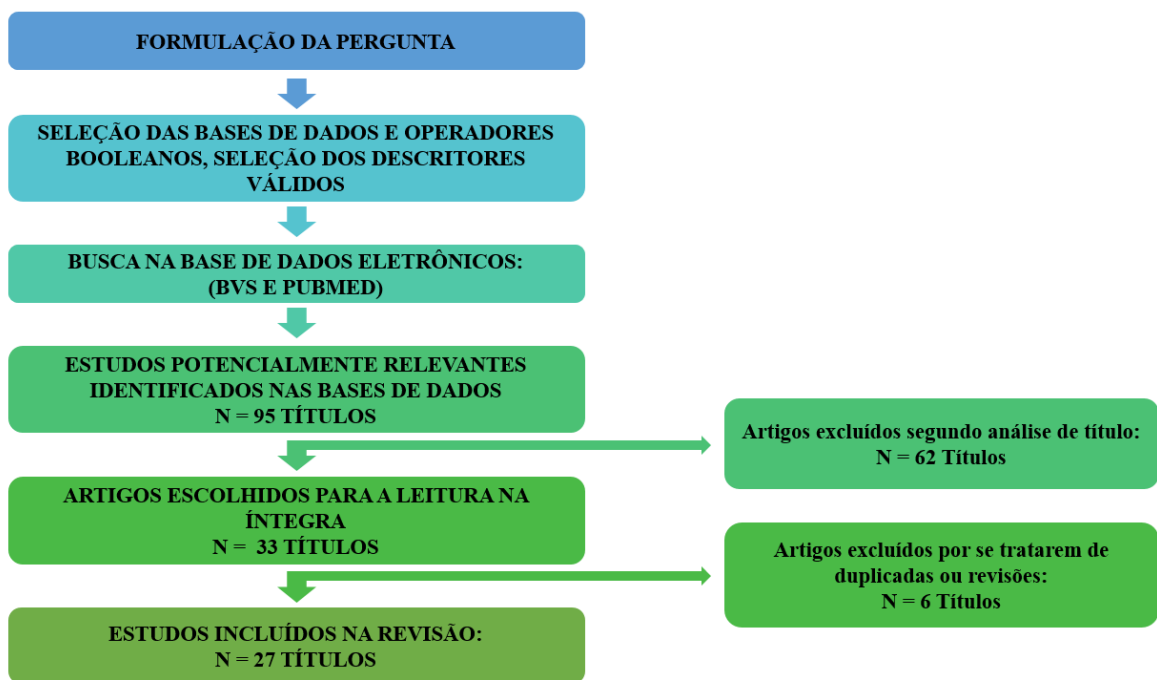 FORMULAÇÃO DA PERGUNTA
SELEÇÃO DAS BASES DE DADOS E OPERADORES
BOOLEANOS, SELEÇÃO DOS DESCRITORES
VÁLIDOS
BUSCA NA BASE DE DADOS ELETRÔNICOS:
(BVS E PUBMED)
ESTUDOS POTENCIALMENTE RELEVANTES
IDENTIFICADOS NAS BASES DE DADOS
N = 95 TÍTULOS
Artigos excluídos segundo análise de título:
N = 62 Títulos
ARTIGOS ESCOLHIDOS PARA A LEITURA NA
ÍNTEGRA
N = 33 TÍTULOS
Artigos excluídos por se tratarem de
duplicadas ou revisões:
N = 6 Títulos
ESTUDOS INCLUÍDOS NA REVISÃO:
N = 27 TÍTULOS